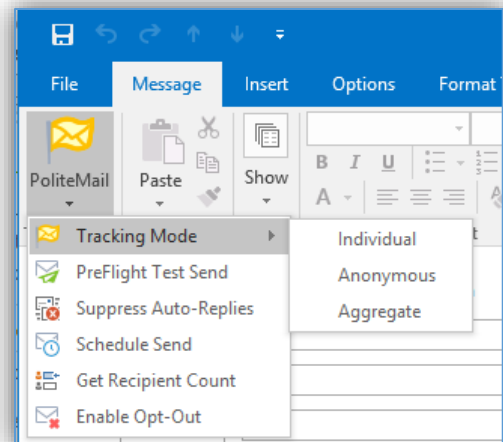 File Message Insert Options Format
PoliteMail Paste Show
B I U
A
Tracking Mode
PreFlight Test Send
Suppress Auto-Replies
Schedule Send
Get Recipient Count
Enable Opt-Out
Individual
Anonymous
Aggregate